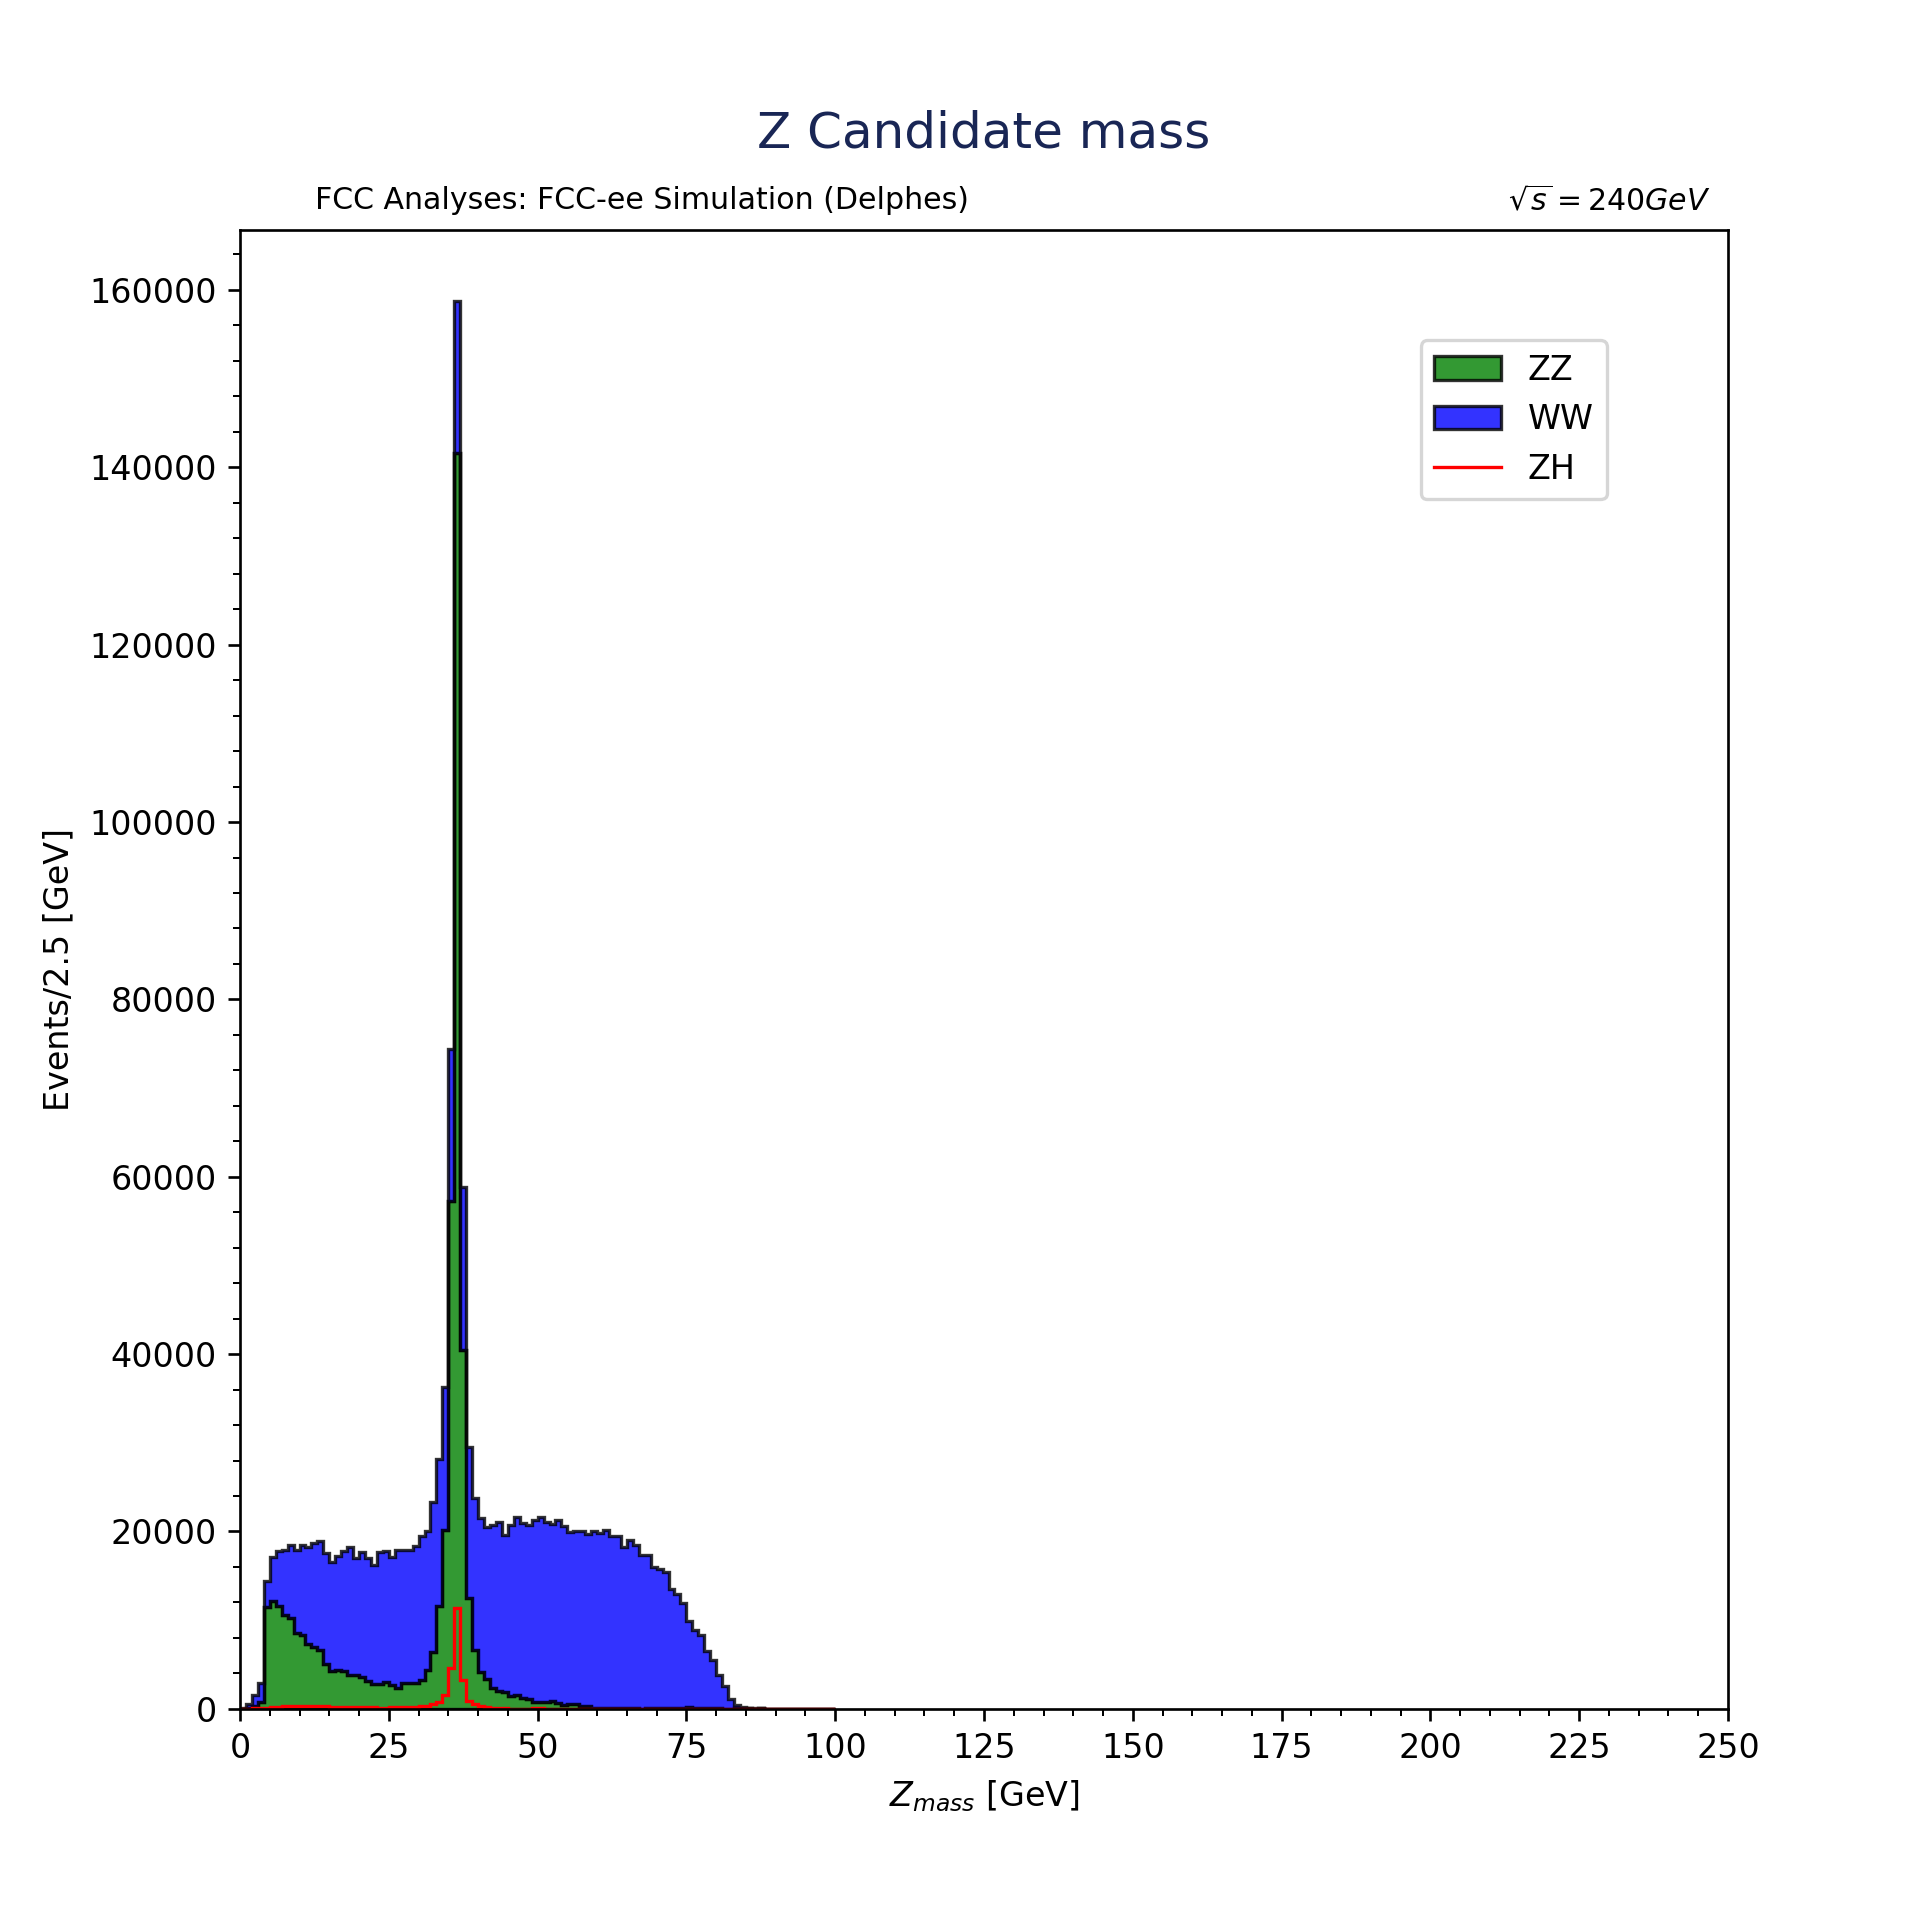 Z Candidate mass
FCC Analyses: FCC-ee Simulation (Delphes)
√s = 240GeV
160000
140000
120000
100000
80000
60000
40000
20000
0
Events/2.5 [GeV]
ZZ
WW
ZH
0 25 50 75 100 125 150 175 200 225 250
Z_mass [GeV]